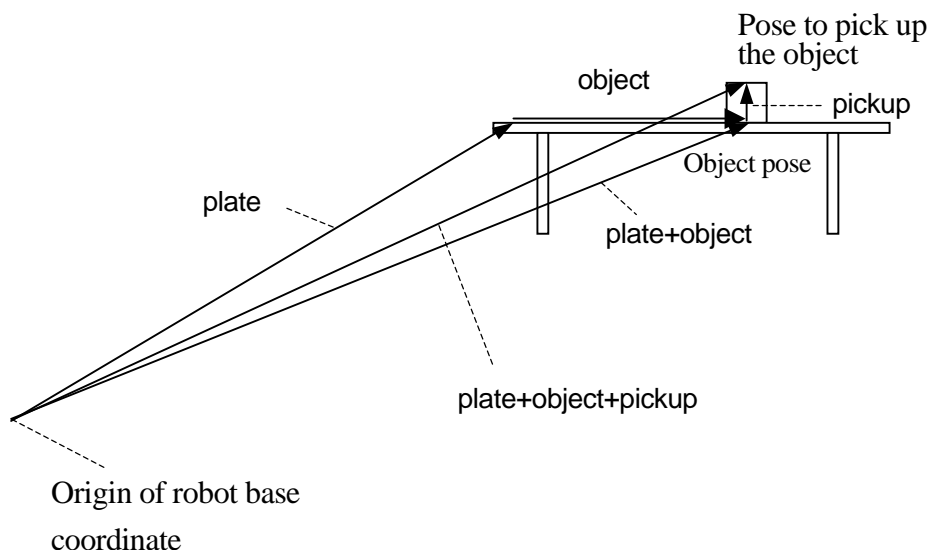 Pose to pick up
the object
object
pickup
Object pose
plate
plate+object
plate+object+pickup
Origin of robot base
coordinate